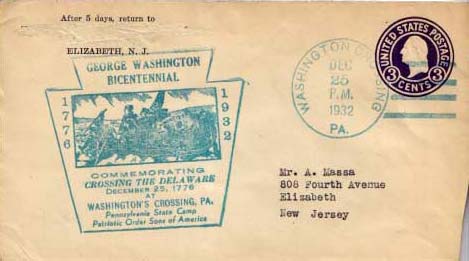 After 5 days, return to
ELIZABETH, N. J.
GEORGE WASHINGTON
BICENTENNIAL
1776
1932
COMMEMORATING
CROSSING THE DELAWARE
DECEMBER 25, 1776
AT
WASHINGTON'S CROSSING, PA.
Pennsylvania State Camp
Patriotic Order Sons of America
WASHINGTON CROSSING
DEC
25
P.M.
1932
PA.
UNITED STATES POSTAGE
3 3
CENTS
Mr. A. Massa
808 Fourth Avenue
Elizabeth
New Jersey